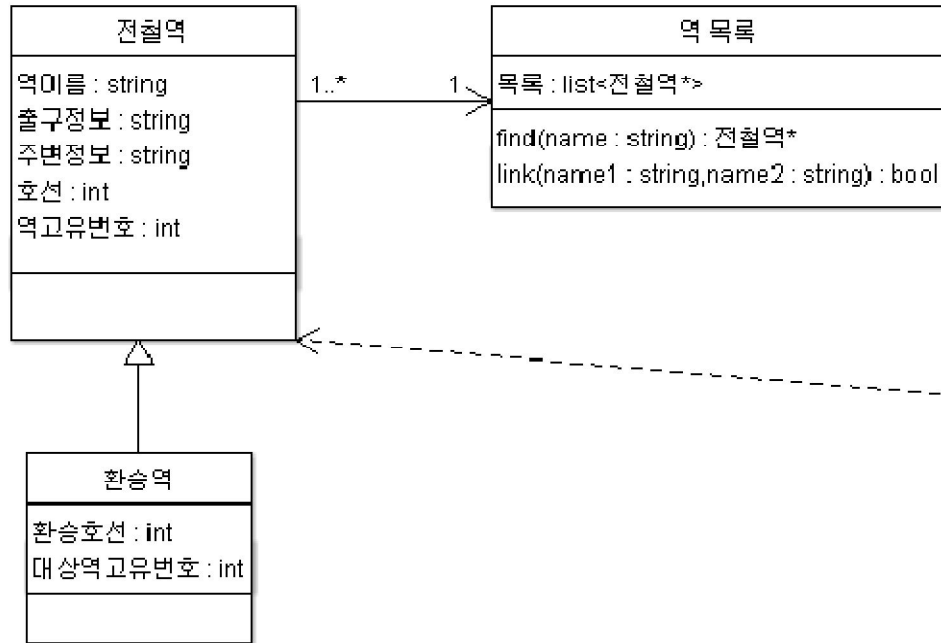 전철역
역이름 : string
출구정보 : string
주변정보 : string
호선 : int
역고유번호 : int
1..*
1
역 목록
목록 : list<전철역*>
find(name : string) : 전철역*
link(name1 : string,name2 : string) : bool
환승역
환승호선 : int
대상역고유번호 : int